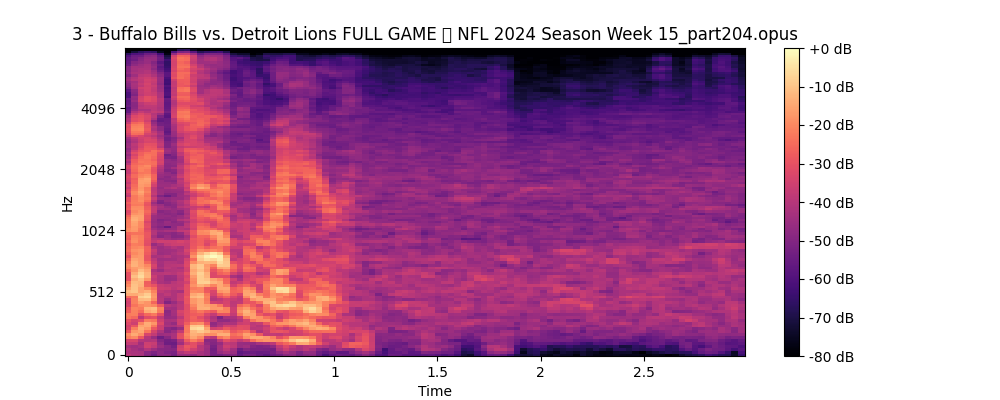 3 - Buffalo Bills vs. Detroit Lions FULL GAME ▯ NFL 2024 Season Week 15_part204.opus
+0 dB
-10 dB
-20 dB
-30 dB
-40 dB
-50 dB
-60 dB
-70 dB
-80 dB
4096
2048
1024
512
0
Hz
0
0.5
1
1.5
2
2.5
Time